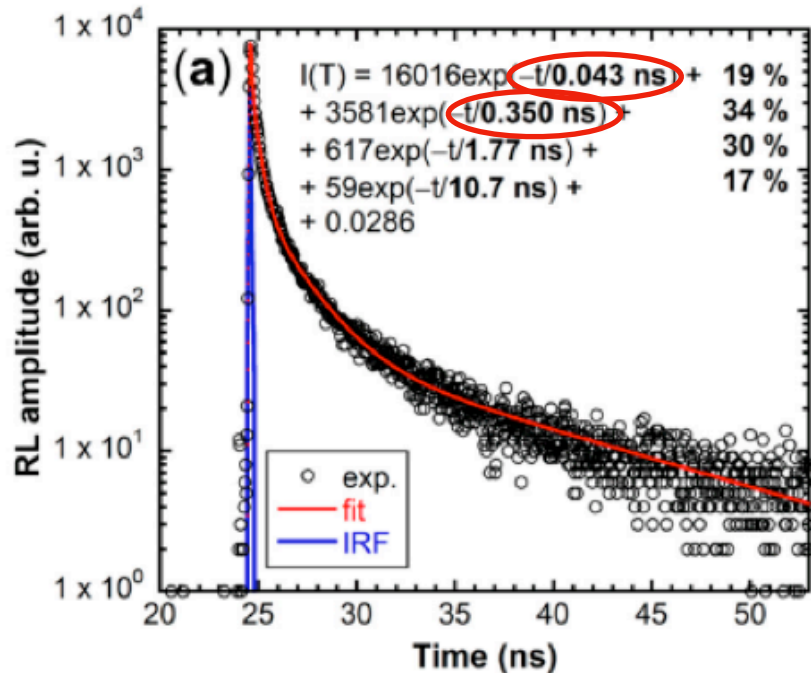 1 x 10⁴
1 x 10³
1 x 10²
1 x 10¹
1 x 10⁰
RL amplitude (arb. u.)
(a)
I(T) = 16016exp(–t/0.043 ns) + 19 %
+ 3581exp(–t/0.350 ns) + 34 %
+ 617exp(–t/1.77 ns) + 30 %
+ 59exp(–t/10.7 ns) + 17 %
+ 0.0286
exp.
fit
IRF
20 25 30 35 40 45 50
Time (ns)